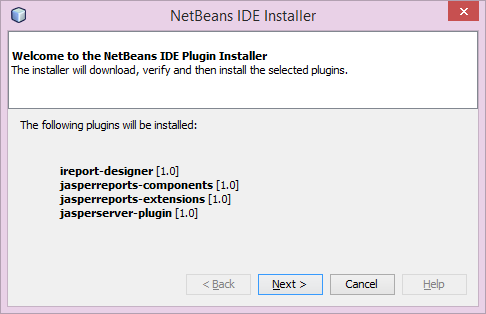 NetBeans IDE Installer
Welcome to the NetBeans IDE Plugin Installer
The installer will download, verify and then install the selected plugins.
The following plugins will be installed:
ireport-designer [1.0]
jasperreports-components [1.0]
jasperreports-extensions [1.0]
jasperserver-plugin [1.0]
< Back Next > Cancel Help